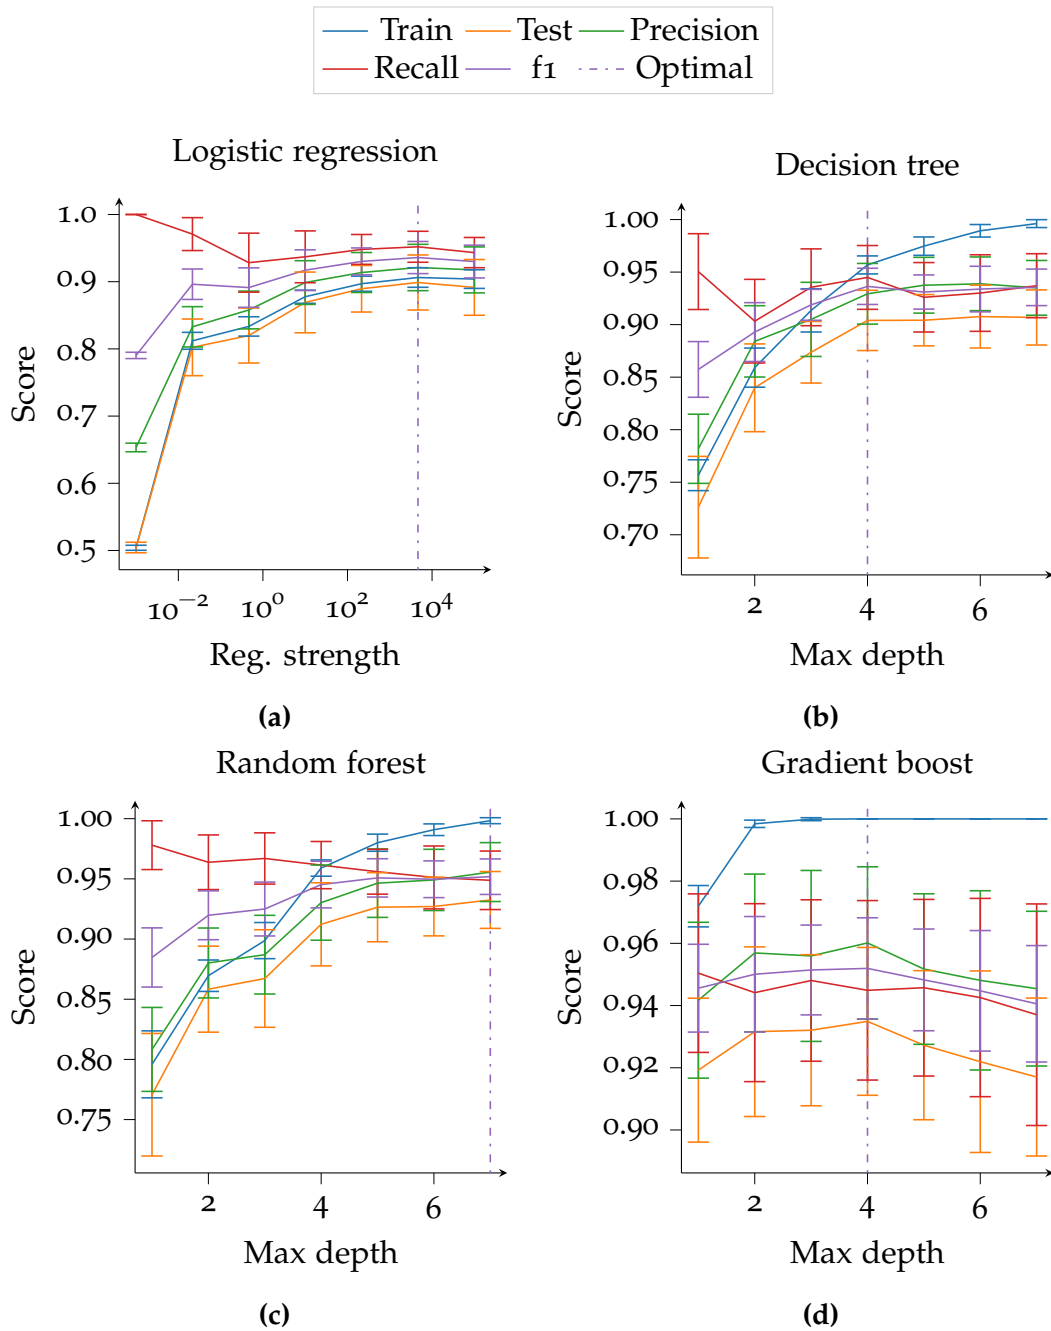 Train Test Precision
Recall f1 Optimal
Logistic regression
Score
1.0
0.9
0.8
0.7
0.6
0.5
10⁻² 10⁰ 10² 10⁴
Reg. strength
(a)
Decision tree
Score
1.00
0.95
0.90
0.85
0.80
0.75
0.70
2 4 6
Max depth
(b)
Random forest
Score
1.00
0.95
0.90
0.85
0.80
0.75
2 4 6
Max depth
(c)
Gradient boost
Score
1.00
0.98
0.96
0.94
0.92
0.90
2 4 6
Max depth
(d)